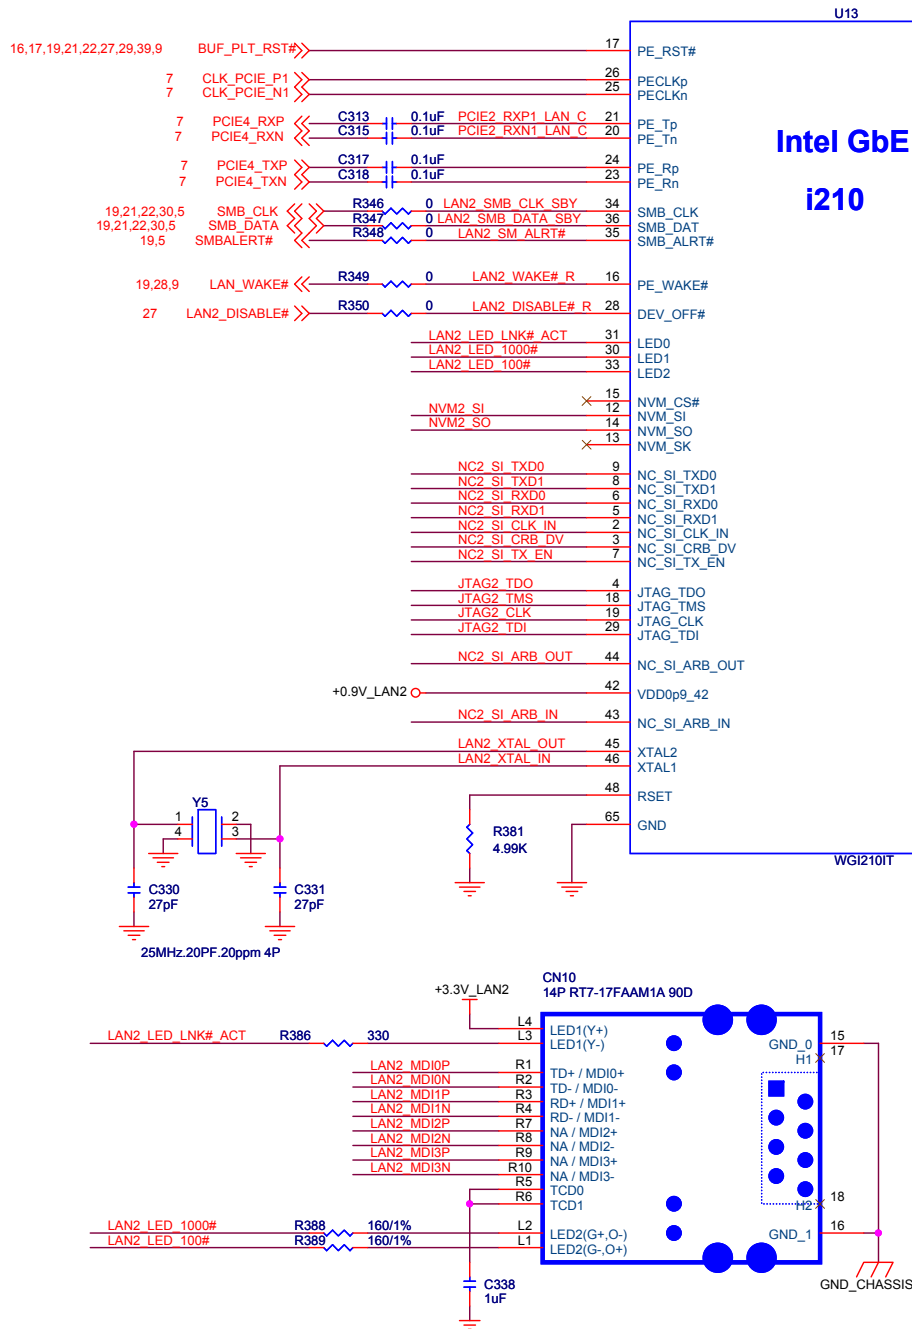 U13
16,17,19,21,22,27,29,39,9 BUF_PLT_RST# 17 PE_RST#
7 CLK_PCIE_P1 26 PECLKp
7 CLK_PCIE_N1 25 PECLKn
7 PCIE4_RXP C313 0.1uF PCIE2_RXP1_LAN_C 21 PE_Tp
7 PCIE4_RXN C315 0.1uF PCIE2_RXN1_LAN_C 20 PE_Tn
Intel GbE
7 PCIE4_TXP C317 0.1uF 24 PE_Rp
7 PCIE4_TXN C318 0.1uF 23 PE_Rn
i210
19,21,22,30,5 SMB_CLK R346 0 LAN2_SMB_CLK_SBY 34 SMB_CLK
19,21,22,30,5 SMB_DATA R347 0 LAN2_SMB_DATA_SBY 36 SMB_DAT
19,5 SMBALERT# R348 0 LAN2_SM_ALRT# 35 SMB_ALRT#
19,28,9 LAN_WAKE# R349 0 LAN2_WAKE#_R 16 PE_WAKE#
27 LAN2_DISABLE# R350 0 LAN2_DISABLE#_R 28 DEV_OFF#
LAN2_LED_LNK#_ACT 31 LED0
LAN2_LED_1000# 30 LED1
LAN2_LED_100# 33 LED2
15 NVM_CS#
NVM2_SI 12 NVM_SI
NVM2_SO 14 NVM_SO
13 NVM_SK
NC2_SI_TXD0 9 NC_SI_TXD0
NC2_SI_TXD1 8 NC_SI_TXD1
NC2_SI_RXD0 6 NC_SI_RXD0
NC2_SI_RXD1 5 NC_SI_RXD1
NC2_SI_CLK_IN 2 NC_SI_CLK_IN
NC2_SI_CRB_DV 3 NC_SI_CRB_DV
NC2_SI_TX_EN 7 NC_SI_TX_EN
JTAG2_TDO 4 JTAG_TDO
JTAG2_TMS 18 JTAG_TMS
JTAG2_CLK 19 JTAG_CLK
JTAG2_TDI 29 JTAG_TDI
NC2_SI_ARB_OUT 44 NC_SI_ARB_OUT
+0.9V_LAN2 42 VDD0p9_42
NC2_SI_ARB_IN 43 NC_SI_ARB_IN
LAN2_XTAL_OUT 45 XTAL2
LAN2_XTAL_IN 46 XTAL1
48 RSET
Y5
1 2
4 3
65 GND
R381
4.99K
WGI210IT
C330
27pF
C331
27pF
25MHz.20PF.20ppm 4P
CN10
14P RT7-17FAAM1A 90D
+3.3V_LAN2
L4 LED1(Y+)
LAN2_LED_LNK#_ACT R386 330 L3 LED1(Y-)
GND_0 15
H1 17
LAN2_MDI0P R1 TD+ / MDI0+
LAN2_MDI0N R2 TD- / MDI0-
LAN2_MDI1P R3 RD+ / MDI1+
LAN2_MDI1N R4 RD- / MDI1-
LAN2_MDI2P R7 NA / MDI2+
LAN2_MDI2N R8 NA / MDI2-
LAN2_MDI3P R9 NA / MDI3+
LAN2_MDI3N R10 NA / MDI3-
R5 TCD0
R6 TCD1
H2 18
LAN2_LED_1000# R388 160/1% L2 LED2(G+,O-)
GND_1 16
LAN2_LED_100# R389 160/1% L1 LED2(G-,O+)
C338
1uF
GND_CHASSIS